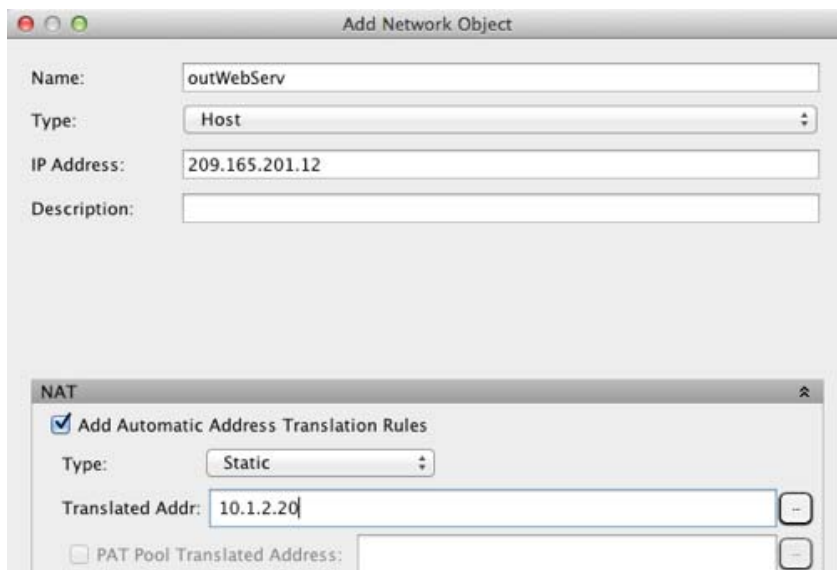 Add Network Object
Name: outWebServ
Type: Host
IP Address: 209.165.201.12
Description:
NAT
Add Automatic Address Translation Rules
Type: Static
Translated Addr: 10.1.2.20
PAT Pool Translated Address: